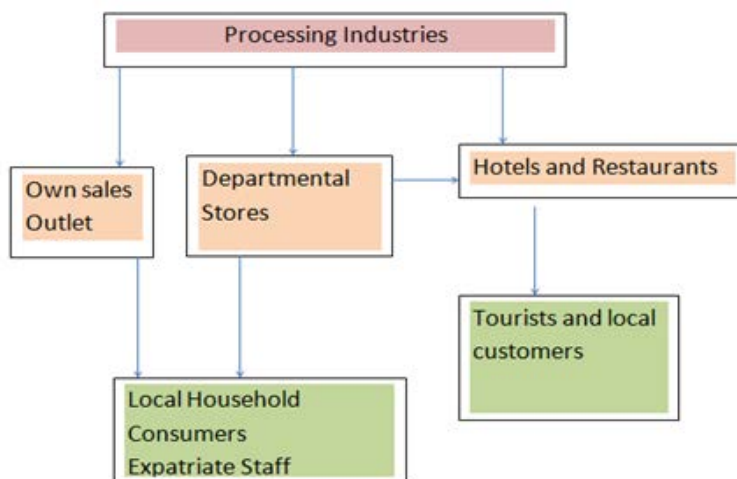 Processing Industries
Own sales
Outlet
Departmental
Stores
Hotels and Restaurants
Tourists and local
customers
Local Household
Consumers
Expatriate Staff